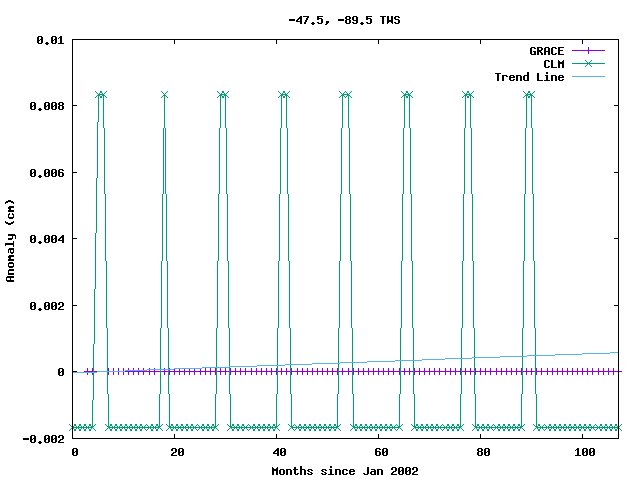 -47.5, -89.5 TWS
GRACE
CLM
Trend Line
0.01
0.008
0.006
0.004
0.002
0
-0.002
Anomaly (cm)
0 20 40 60 80 100
Months since Jan 2002